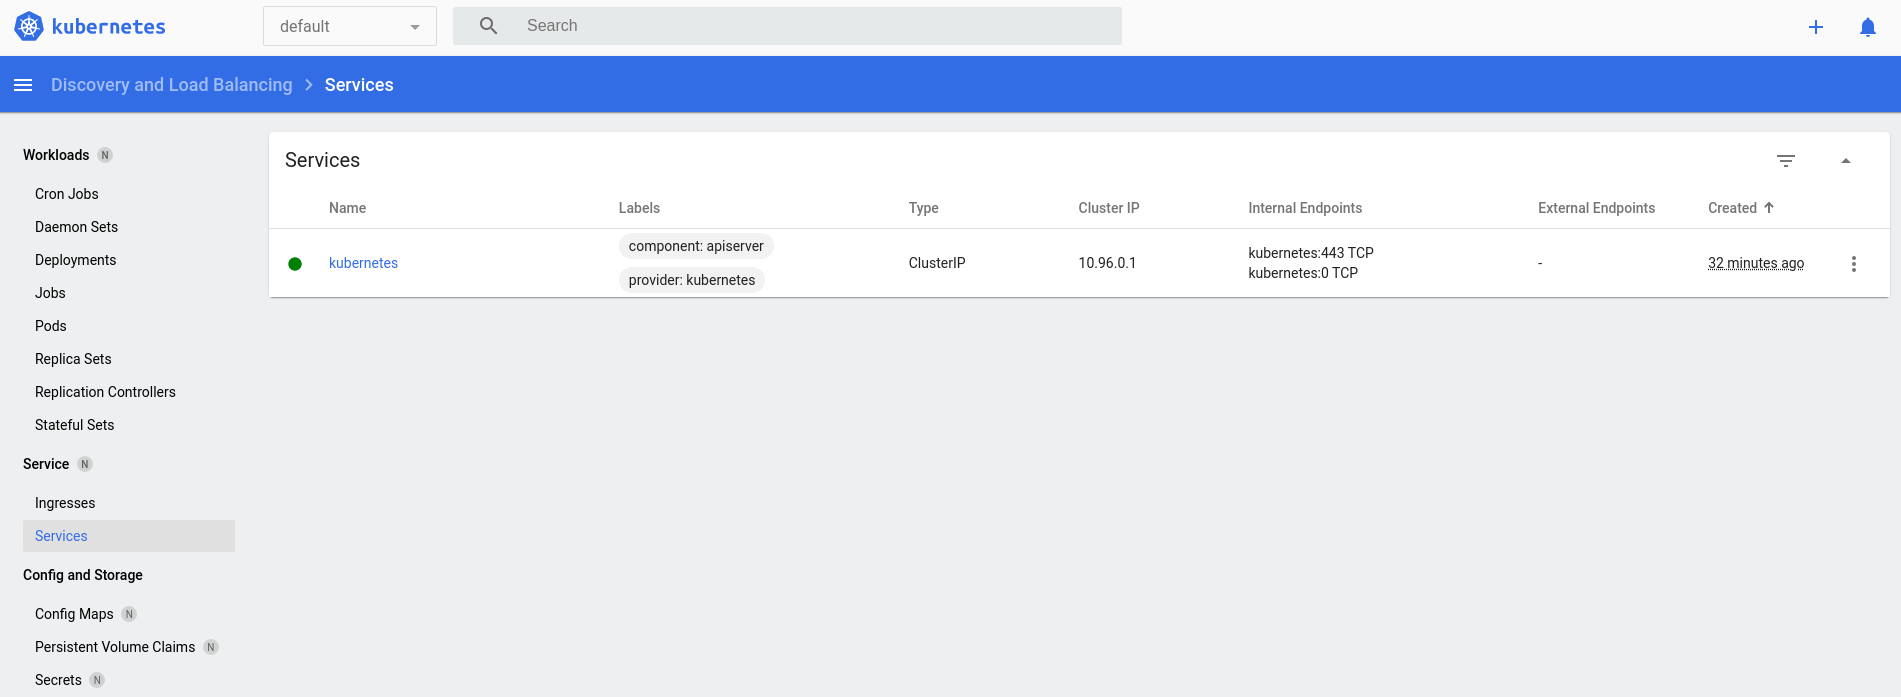 kubernetes
default
Search
Discovery and Load Balancing > Services
Workloads N
Cron Jobs
Daemon Sets
Deployments
Jobs
Pods
Replica Sets
Replication Controllers
Stateful Sets
Service N
Ingresses
Services
Config and Storage
Config Maps N
Persistent Volume Claims N
Secrets N
Services
Name Labels Type Cluster IP Internal Endpoints External Endpoints Created
kubernetes
component: apiserver
provider: kubernetes
ClusterIP
10.96.0.1
kubernetes:443 TCP
kubernetes:0 TCP
-
32 minutes ago